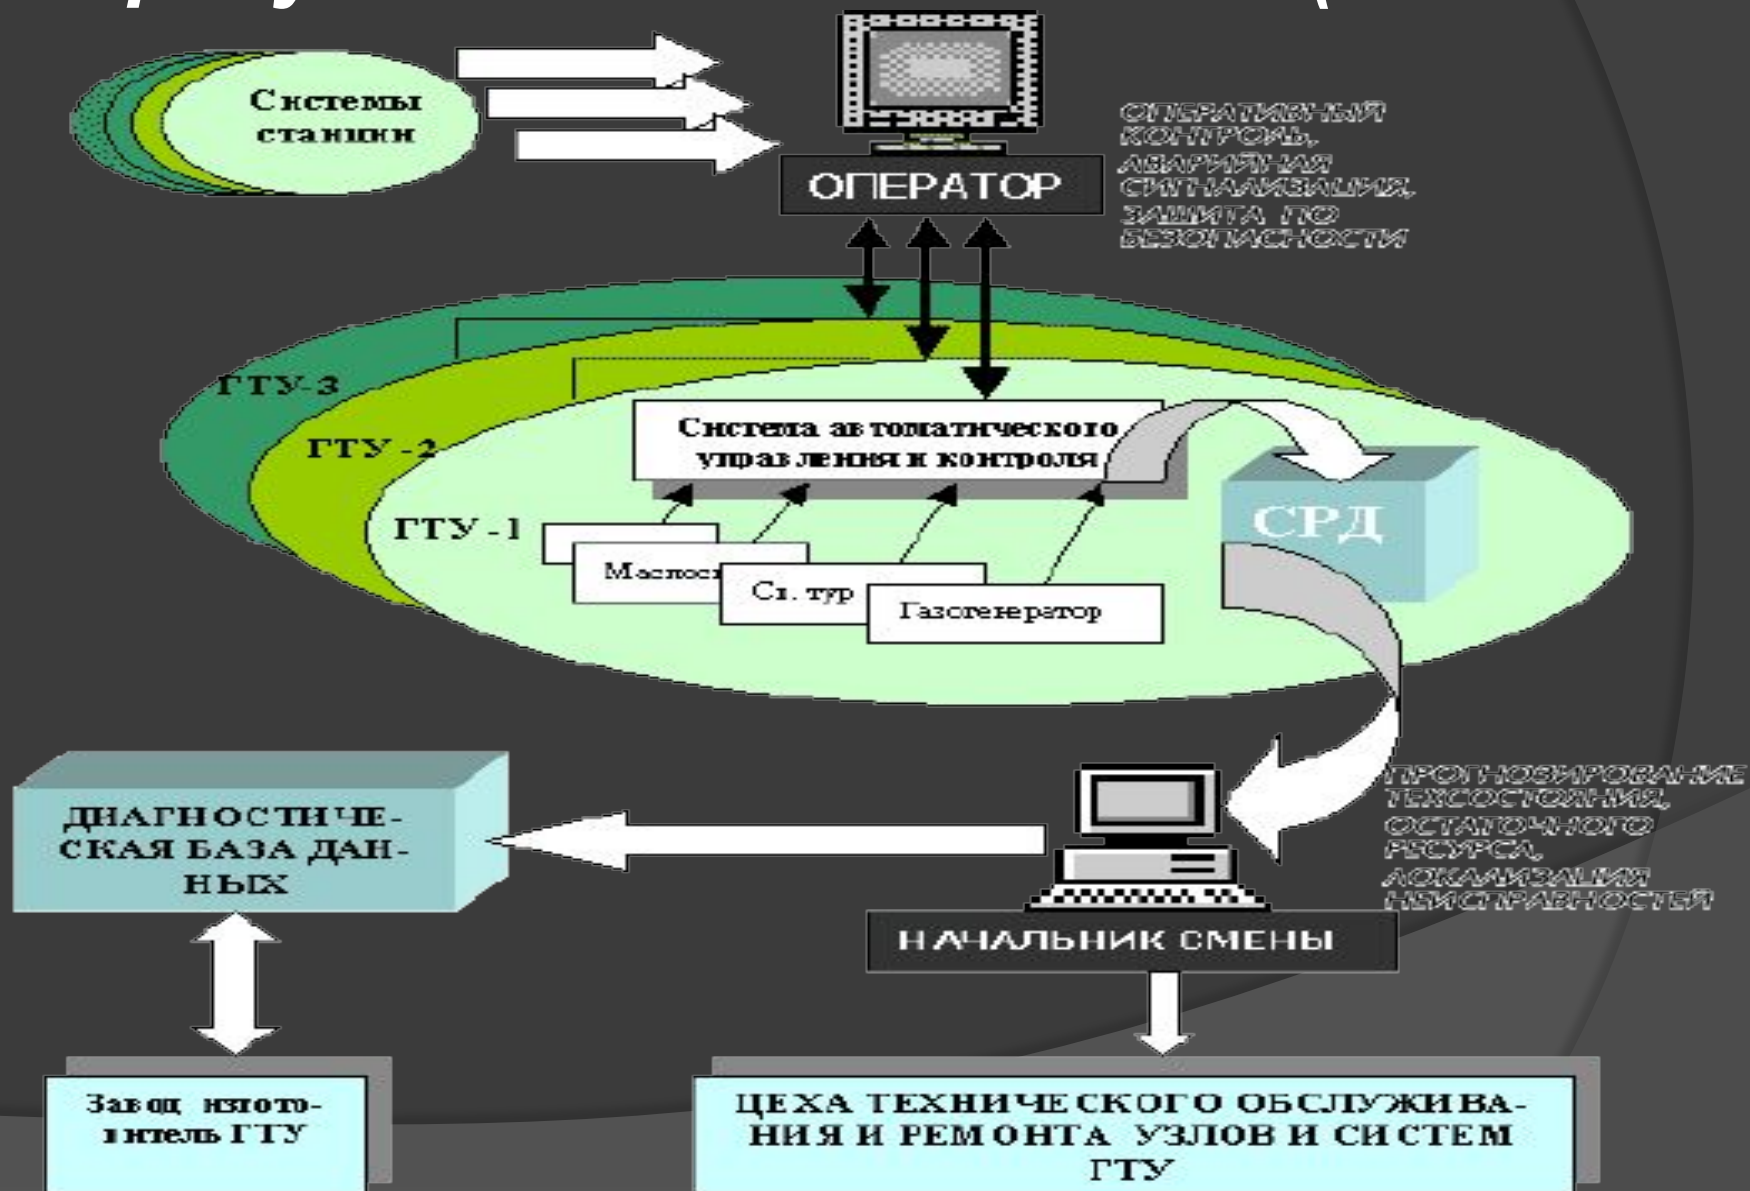 Системы
станции
ОПЕРАТОР
ОПЕРАТИВНЫЙ
КОНТРОЛЬ,
АВАРИЙНАЯ
СИГНАЛИЗАЦИЯ,
ЗАЩИТА ПО
БЕЗОПАСНОСТИ
ГТУ-3
ГТУ-2
ГТУ-1
Система автоматического
управления и контроля
СРД
Маслос
Сз. тур
Газогенератор
ДИАГНОСТИЧЕ-
СКАЯ БАЗА ДАН-
НЫХ
ПРОГНОЗИРОВАНИЕ
ТЕХСОСТОЯНИЯ,
ОСТАТОЧНОГО
РЕСУРСА,
ЛОКАЛИЗАЦИЯ
НЕИСПРАВНОСТЕЙ
НАЧАЛЬНИК СМЕНЫ
Завод изгото-
витель ГТУ
ЦЕХА ТЕХНИЧЕСКОГО ОБСЛУЖИВА-
НИЯ И РЕМОНТА УЗЛОВ И СИСТЕМ
ГТУ